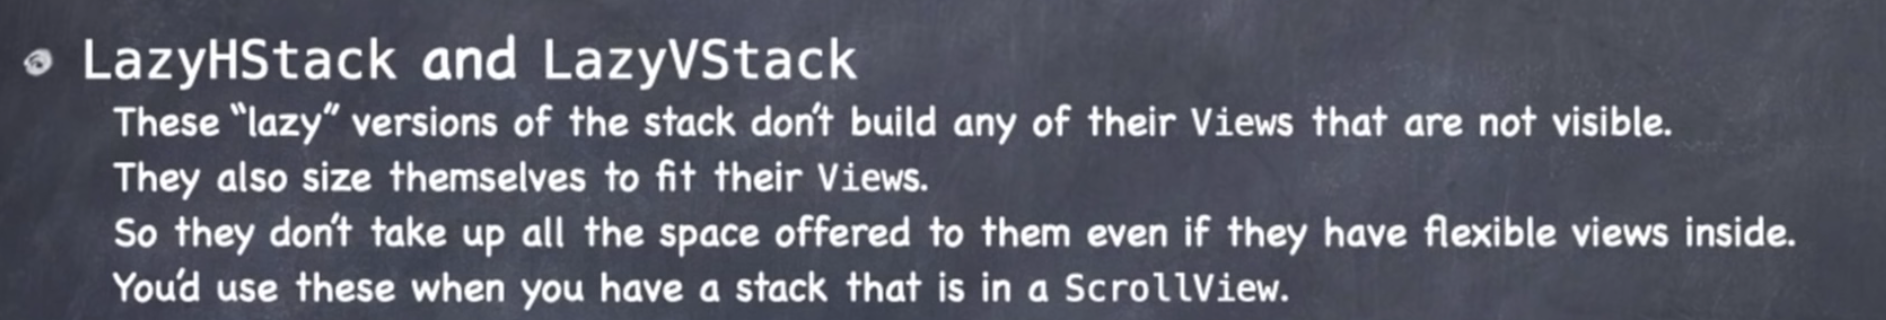 LazyHStack and LazyVStack
These “lazy” versions of the stack don’t build any of their Views that are not visible.
They also size themselves to fit their Views.
So they don’t take up all the space offered to them even if they have flexible views inside.
You’d use these when you have a stack that is in a ScrollView.